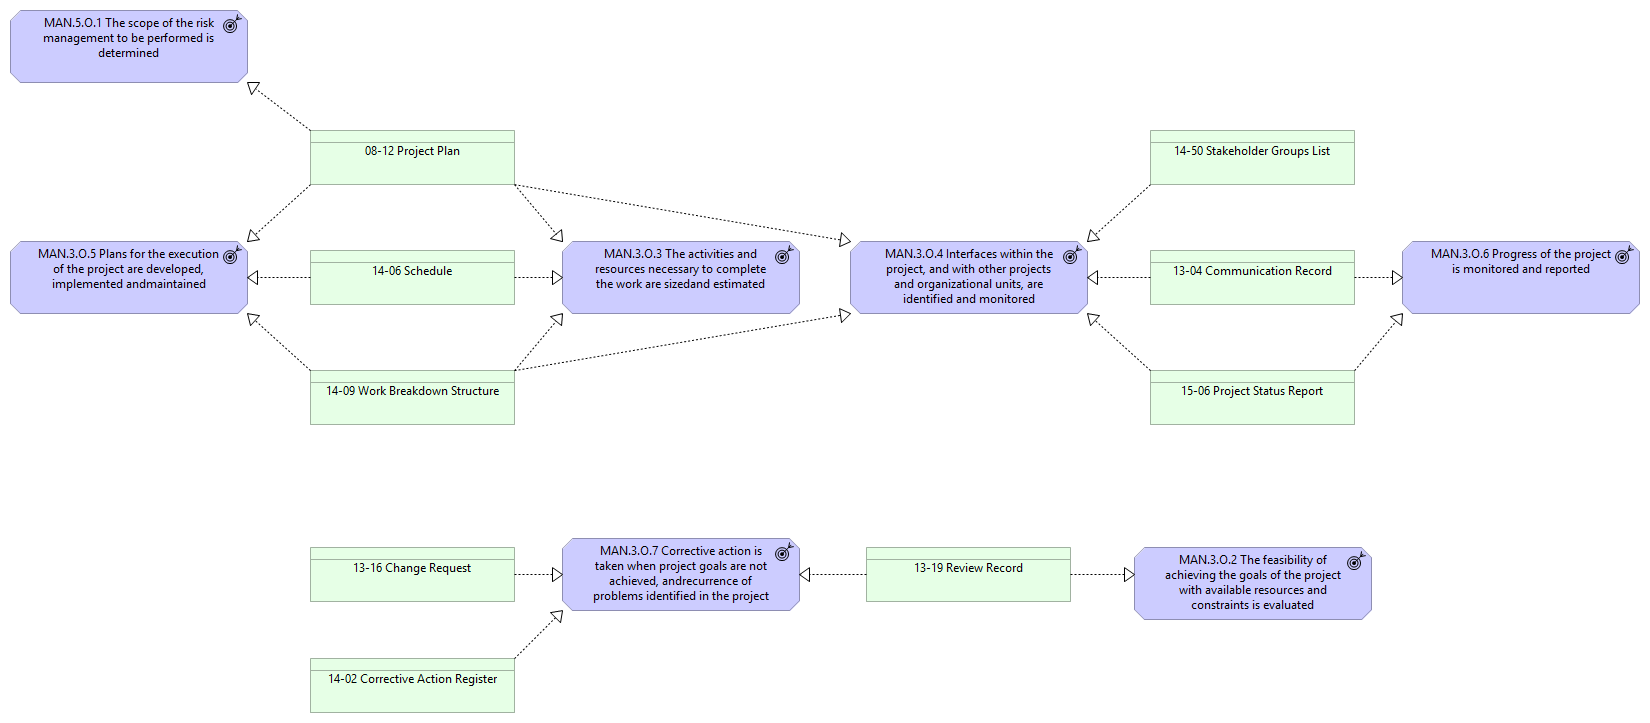 MAN.5.O.1 The scope of the risk
management to be performed is
determined
08-12 Project Plan
14-50 Stakeholder Groups List
MAN.3.O.5 Plans for the execution
of the project are developed,
implemented andmaintained
14-06 Schedule
MAN.3.O.3 The activities and
resources necessary to complete
the work are sizedand estimated
MAN.3.O.4 Interfaces within the
project, and with other projects
and organizational units, are
identified and monitored
13-04 Communication Record
MAN.3.O.6 Progress of the project
is monitored and reported
14-09 Work Breakdown Structure
15-06 Project Status Report
13-16 Change Request
MAN.3.O.7 Corrective action is
taken when project goals are not
achieved, andrecurrence of
problems identified in the project
13-19 Review Record
MAN.3.O.2 The feasibility of
achieving the goals of the project
with available resources and
constraints is evaluated
14-02 Corrective Action Register